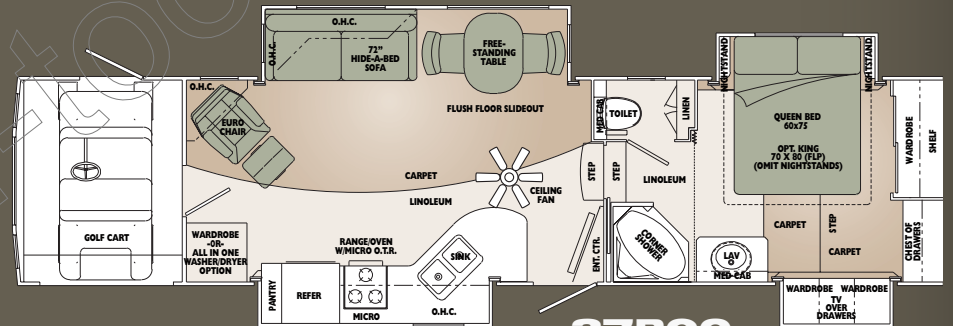 O.H.C.
O.H.C.
72"
HIDE-A-BED
SOFA
FREE-
STANDING
TABLE
O.H.C.
EURO
CHAIR
FLUSH FLOOR SLIDEOUT
CARPET
LINOLEUM
CEILING
FAN
GOLF CART
WARDROBE
-OR-
ALL IN ONE
WASHER/DRYER
OPTION
RANGE/OVEN
W/MICRO O.T.R.
SINK
PANTRY
REFER
MICRO
O.H.C.
ENT. CTR.
STEP
STEP
MED CAB
TOILET
LINEN
LINOLEUM
CORNER
SHOWER
LAV
MED CAB
NIGHTSTAND
NIGHTSTAND
QUEEN BED
60x75
OPT. KING
70 X 80 (FLP)
(OMIT NIGHTSTANDS)
CARPET
STEP
CARPET
WARDROBE
SHELF
CHEST OF
DRAWERS
WARDROBE WARDROBE
TV
OVER
DRAWERS